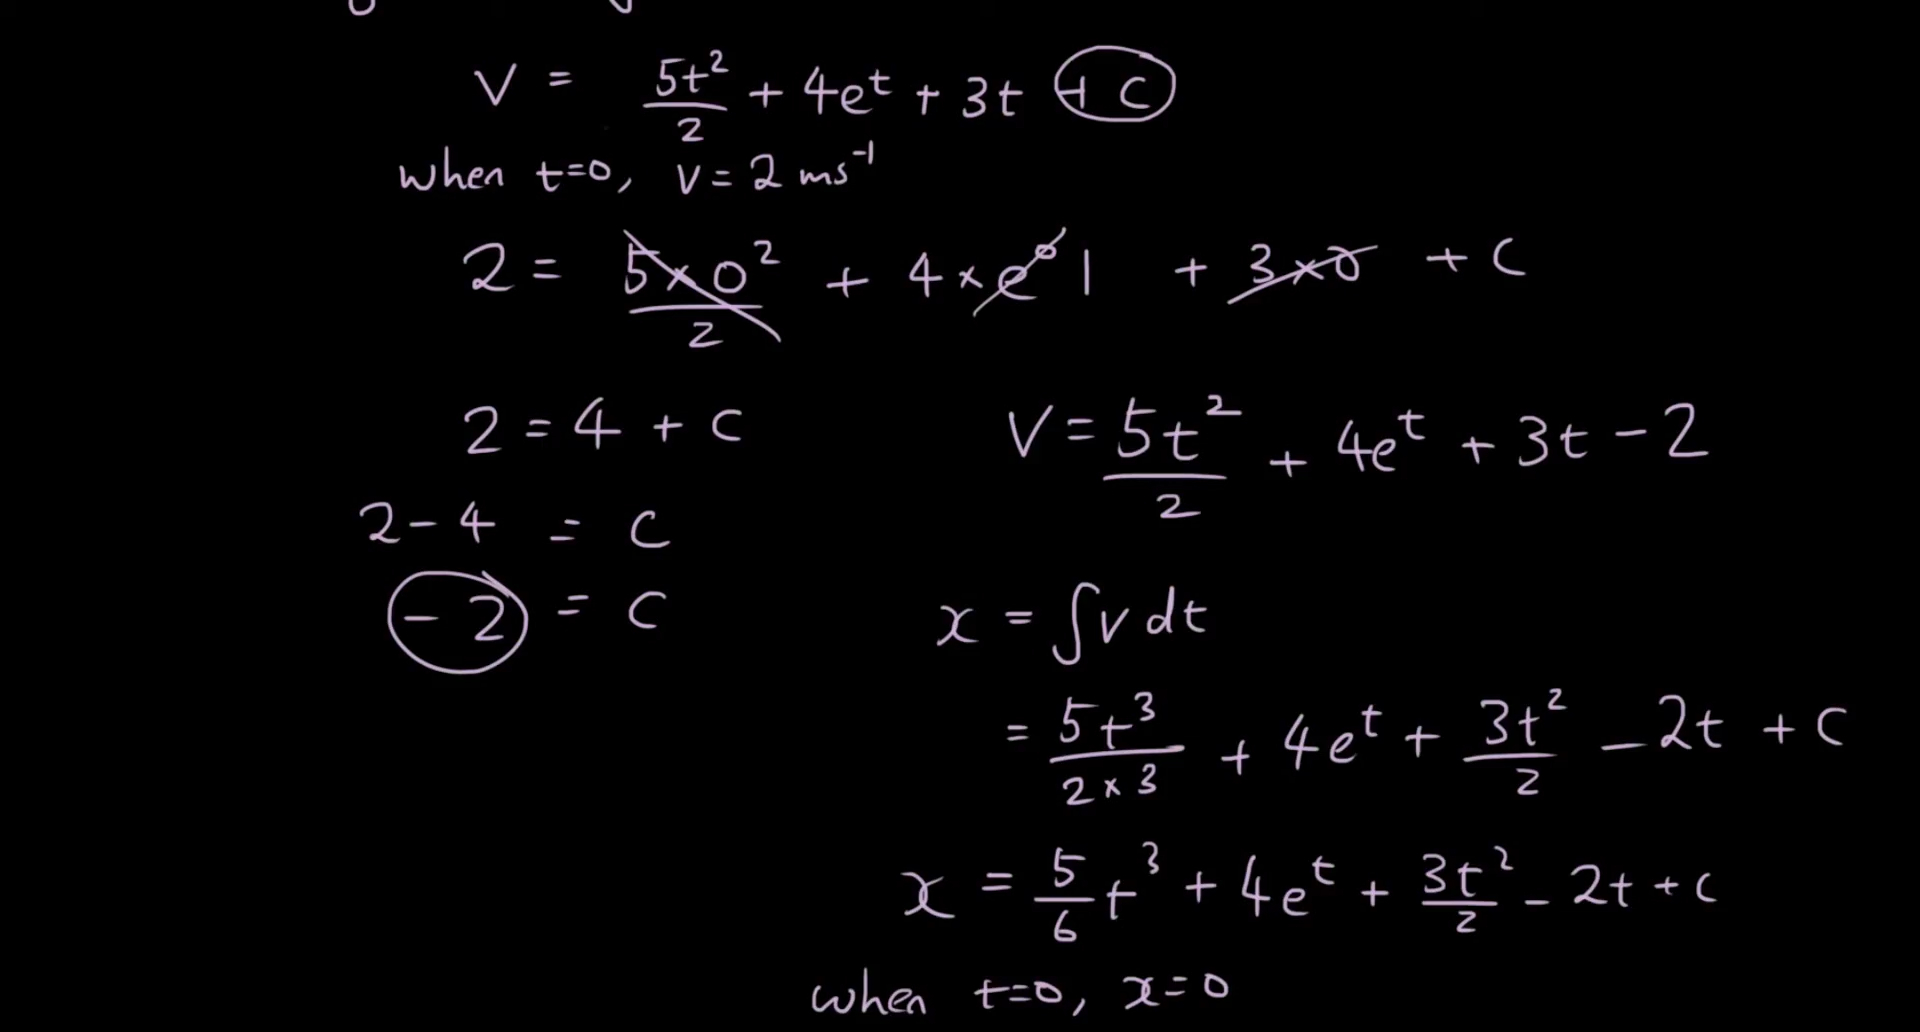 V = 5t²/2 + 4eᵗ + 3t + C
when t=0, V = 2 ms⁻¹
2 = 5×0²/2 + 4×e⁰ 1 + 3×0 + C
2 = 4 + C
2 - 4 = C
-2 = C
V = 5t²/2 + 4eᵗ + 3t - 2
x = ∫v dt
= 5t³/2×3 + 4eᵗ + 3t²/2 - 2t + C
x = 5/6 t³ + 4eᵗ + 3t²/2 - 2t + C
when t=0, x=0